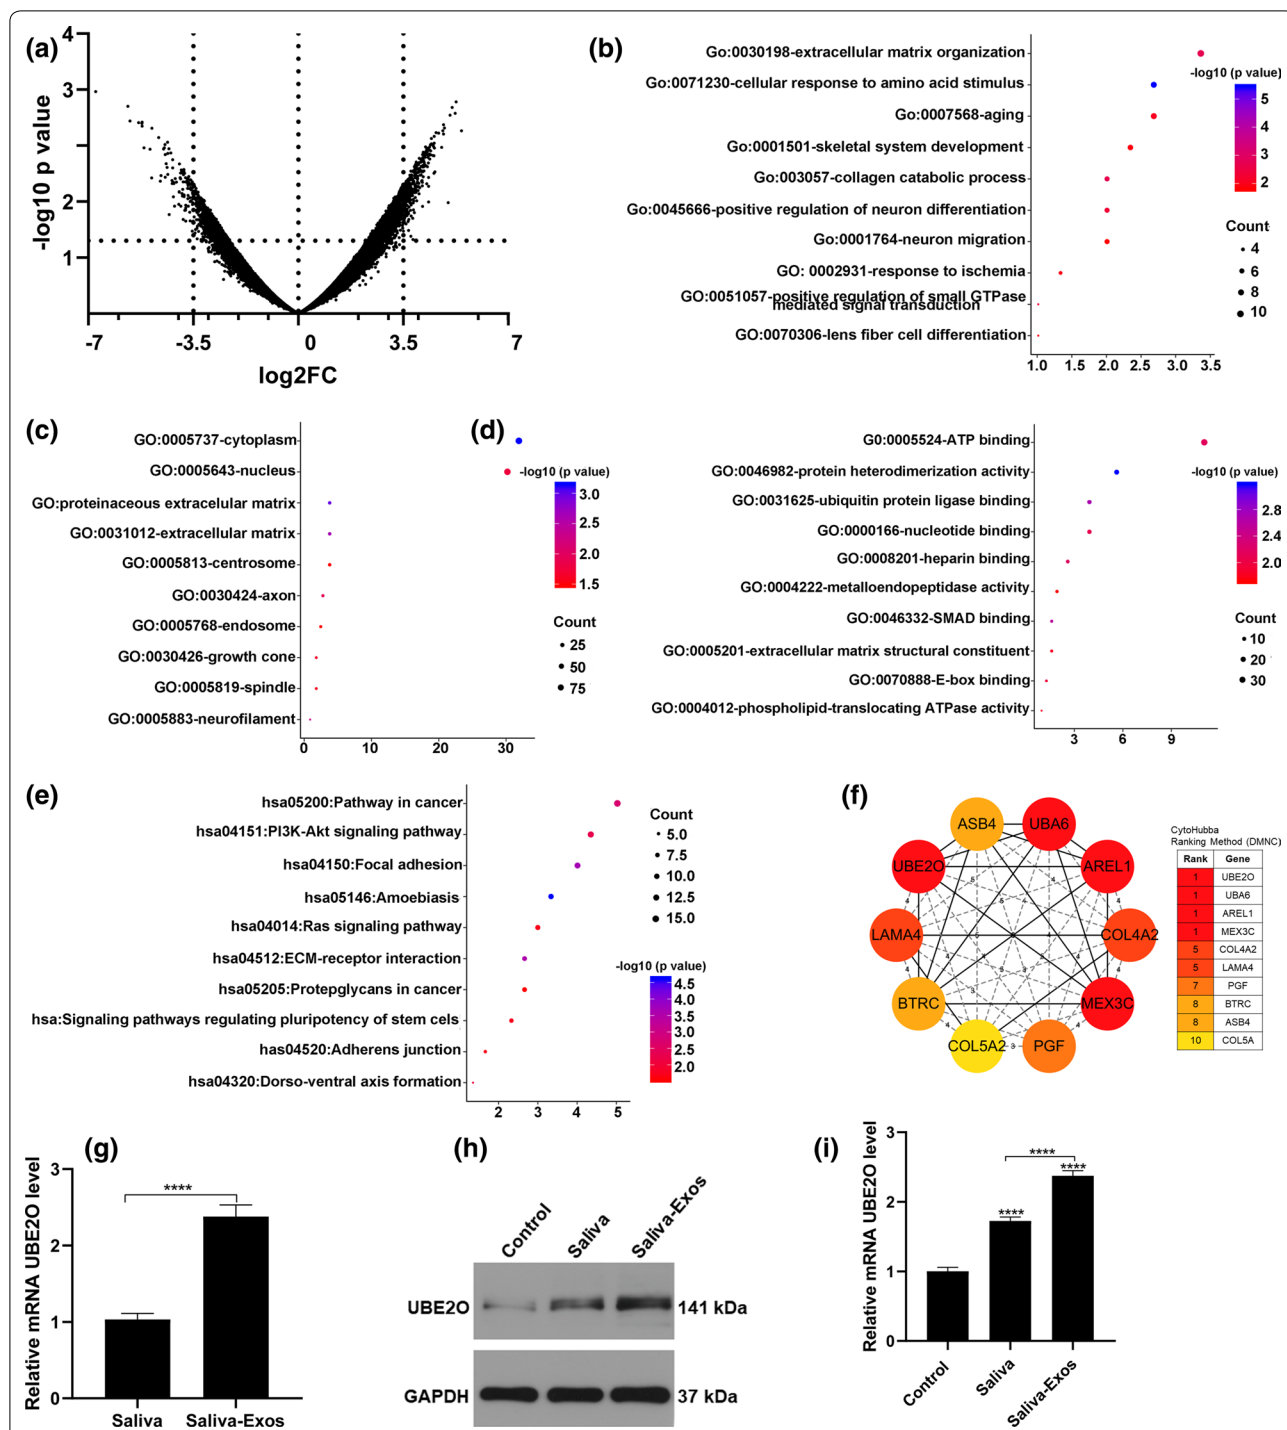 (a)
4
3
2
1
-log10 p value
-7
-3.5
0
3.5
7
log2FC
(b)
Go:0030198-extracellular matrix organization
Go:0071230-cellular response to amino acid stimulus
Go:0007568-aging
Go:0001501-skeletal system development
Go:003057-collagen catabolic process
Go:0045666-positive regulation of neuron differentiation
Go:0001764-neuron migration
GO: 0002931-response to ischemia
GO:0051057-positive regulation of small GTPase
mediated signal transduction
GO:0070306-lens fiber cell differentiation
1.0 1.5 2.0 2.5 3.0 3.5
-log10 (p value)
5
4
3
2
Count
4
6
8
10
(c)
GO:0005737-cytoplasm
GO:0005643-nucleus
GO:proteinaceous extracelular matrix
GO:0031012-extracellular matrix
GO:0005813-centrosome
GO:0030424-axon
GO:0005768-endosome
GO:0030426-growth cone
GO:0005819-spindle
GO:0005883-neurofilament
0 10 20 30
-log10 (p value)
3.0
2.5
2.0
1.5
Count
25
50
75
(d)
G0:0005524-ATP binding
GO:0046982-protein heterodimerization activity
GO:0031625-ubiquitin protein ligase binding
GO:0000166-nucleotide binding
GO:0008201-heparin binding
GO:0004222-metalloendopeptidase activity
GO:0046332-SMAD binding
GO:0005201-extracellular matrix structural constituent
GO:0070888-E-box binding
GO:0004012-phospholipid-translocating ATPase activity
3 6 9
-log10 (p value)
2.8
2.4
2.0
Count
10
20
30
(e)
hsa05200:Pathway in cancer
hsa04151:PI3K-Akt signaling pathway
hsa04150:Focal adhesion
hsa05146:Amoebiasis
hsa04014:Ras signaling pathway
hsa04512:ECM-receptor interaction
hsa05205:Protepglycans in cancer
hsa:Signaling pathways regulating pluripotency of stem cels
has04520:Adherens junction
hsa04320:Dorso-ventral axis formation
2 3 4 5
Count
5.0
7.5
10.0
12.5
15.0
-log10 (p value)
4.5
4.0
3.5
3.0
2.5
2.0
(f)
ASB4
UBA6
UBE2O
AREL1
LAMA4
COL4A2
BTRC
MEX3C
COL5A2
PGF
CytoHubba
Ranking Method (DMNC)
Rank Gene
1 UBE2O
1 UBA6
1 AREL1
1 MEX3C
5 COL4A2
5 LAMA4
7 PGF
8 BTRC
8 ASB4
10 COL5A
(g)
Relative mRNA UBE2O level
3
2
1
0
****
Saliva Saliva-Exos
(h)
Control
Saliva
Saliva-Exos
UBE2O 141 kDa
GAPDH 37 kDa
(i)
Relative mRNA UBE2O level
3
2
1
0
****
****
****
Control
Saliva
Saliva-Exos